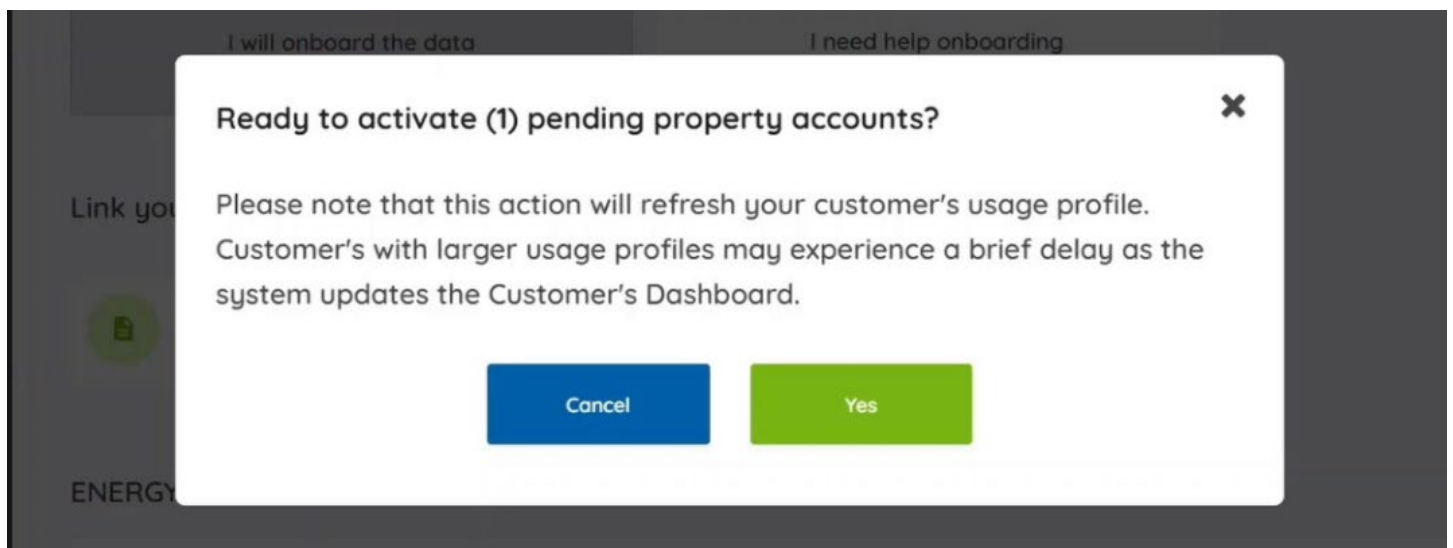 I will onboard the data
I need help onboarding
Ready to activate (1) pending property accounts?
Link you
Please note that this action will refresh your customer's usage profile.
Customer's with larger usage profiles may experience a brief delay as the
system updates the Customer's Dashboard.
Cancel
Yes
ENERGY